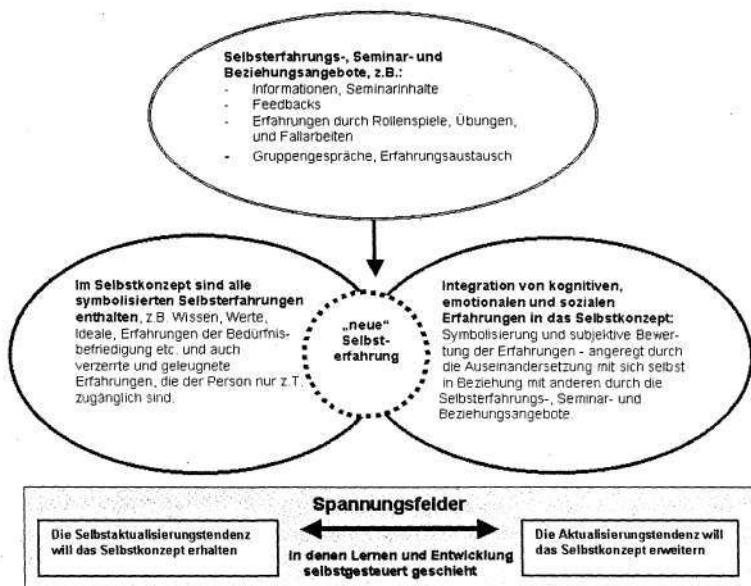 Selbsterfahrungs-, Seminar- und
Beziehungsangebote, z.B.:
- Informationen, Seminarinhalte
- Feedbacks
- Erfahrungen durch Rollenspiele, Übungen,
und Fallarbeiten
- Gruppengespräche, Erfahrungsaustausch
Im Selbstkonzept sind alle
symbolisierten Selbsterfahrungen
enthalten, z.B. Wissen, Werte,
Ideale, Erfahrungen der Bedürfnis-
befriedigung etc. und auch
verzerrte und geleugnete
Erfahrungen, die der Person nur z.T.
zugänglich sind.
„neue“
Selbst-
erfahrung
Integration von kognitiven,
emotionalen und sozialen
Erfahrungen in das Selbstkonzept:
Symbolisierung und subjektive Bewer-
tung der Erfahrungen - angeregt durch
die Auseinandersetzung mit sich selbst
in Beziehung mit anderen durch die
Selbsterfahrungs-, Seminar- und
Beziehungsangebote.
Spannungsfelder
Die Selbstaktualisierungstendenz
will das Selbstkonzept erhalten
in denen Lernen und Entwicklung
selbstgesteuert geschieht
Die Aktualisierungstendenz will
das Selbstkonzept erweitern